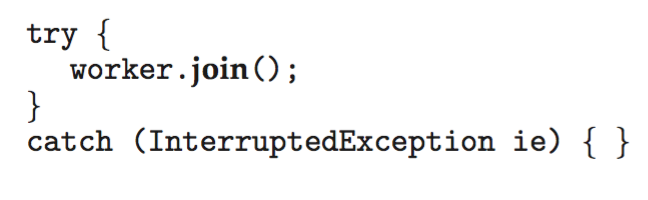 try {
worker.join();
}
catch (InterruptedException ie) { }